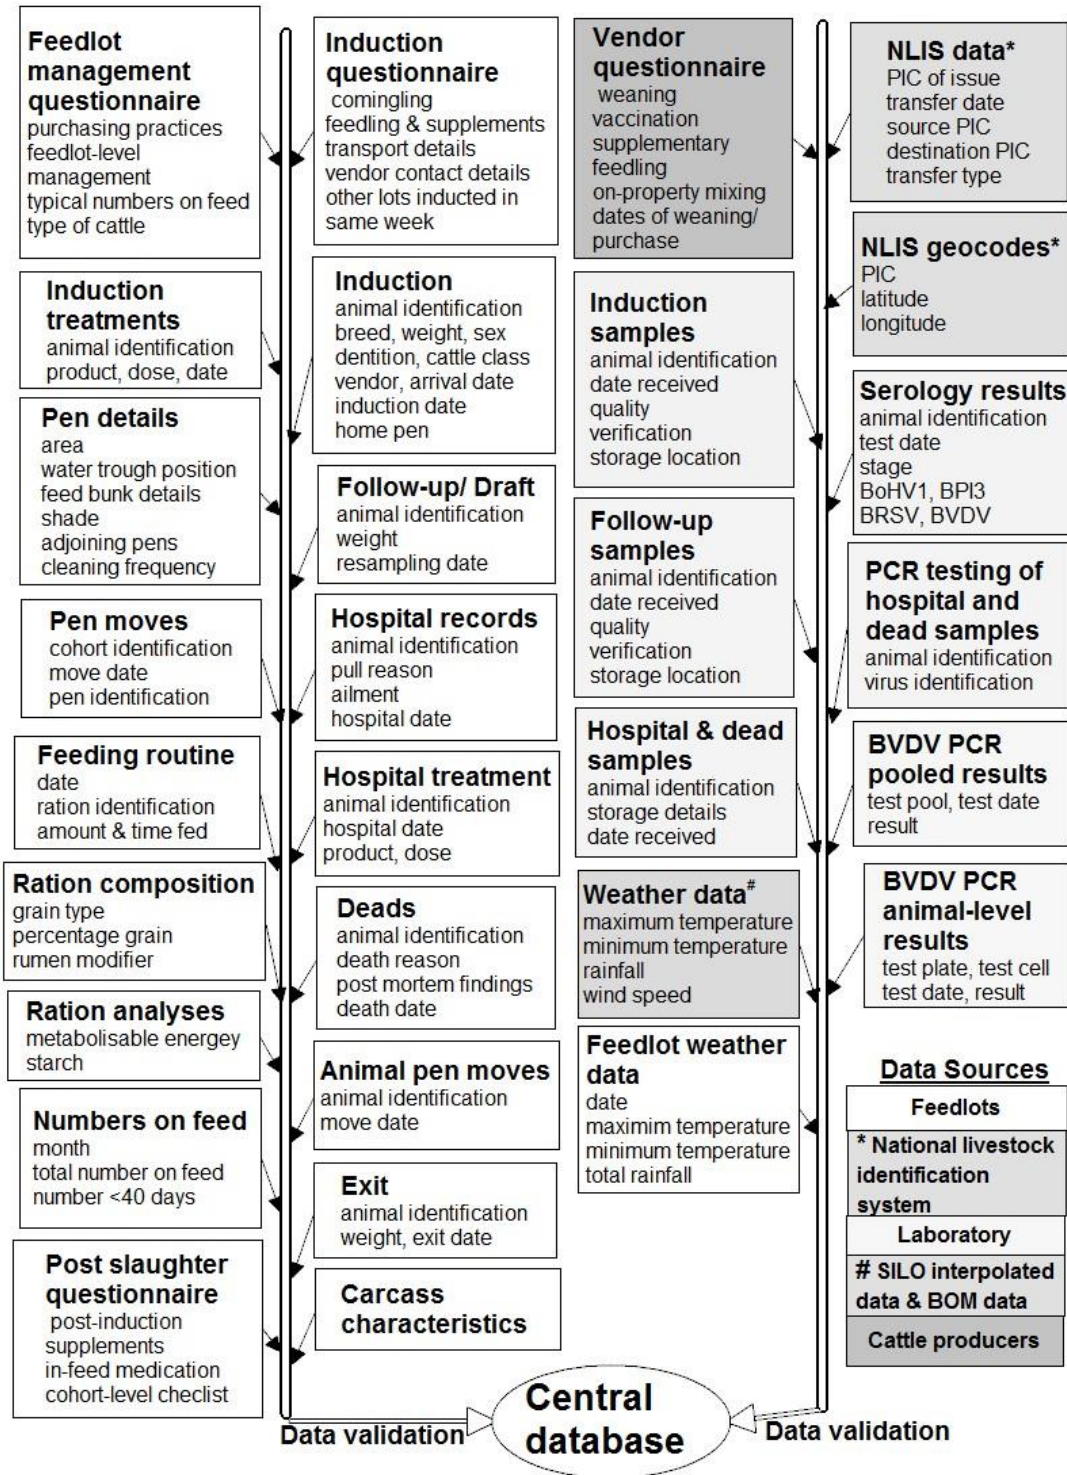 Feedlot
management
questionnaire
purchasing practices
feedlot-level
management
typical numbers on feed
type of cattle
Induction
treatments
animal identification
product, dose, date
Pen details
area
water trough position
feed bunk details
shade
adjoining pens
cleaning frequency
Pen moves
cohort identification
move date
pen identification
Feeding routine
date
ration identification
amount & time fed
Ration composition
grain type
percentage grain
rumen modifier
Ration analyses
metabolisable energey
starch
Numbers on feed
month
total number on feed
number <40 days
Post slaughter
questionnaire
post-induction
supplements
in-feed medication
cohort-level checlist
Induction
questionnaire
comingling
feedling & supplements
transport details
vendor contact details
other lots inducted in
same week
Induction
animal identification
breed, weight, sex
dentition, cattle class
vendor, arrival date
induction date
home pen
Follow-up/ Draft
animal identification
weight
resampling date
Hospital records
animal identification
pull reason
ailment
hospital date
Hospital treatment
animal identification
hospital date
product, dose
Deads
animal identification
death reason
post mortem findings
death date
Animal pen moves
animal identification
move date
Exit
animal identification
weight, exit date
Carcass
characteristics
Vendor
questionnaire
weaning
vaccination
supplementary
feedling
on-property mixing
dates of weaning/
purchase
Induction
samples
animal identification
date received
quality
verification
storage location
Follow-up
samples
animal identification
date received
quality
verification
storage location
Hospital & dead
samples
animal identification
storage details
date received
Weather data#
maximum temperature
minimum temperature
rainfall
wind speed
Feedlot weather
data
date
maximim temperature
minimum temperature
total rainfall
NLIS data*
PIC of issue
transfer date
source PIC
destination PIC
transfer type
NLIS geocodes*
PIC
latitude
longitude
Serology results
animal identification
test date
stage
BoHV1, BPI3
BRSV, BVDV
PCR testing of
hospital and
dead samples
animal identification
virus identification
BVDV PCR
pooled results
test pool, test date
result
BVDV PCR
animal-level
results
test plate, test cell
test date, result
Data Sources
Feedlots
* National livestock
identification
system
Laboratory
# SILO interpolated
data & BOM data
Cattle producers
Data validation
Central
database
Data validation